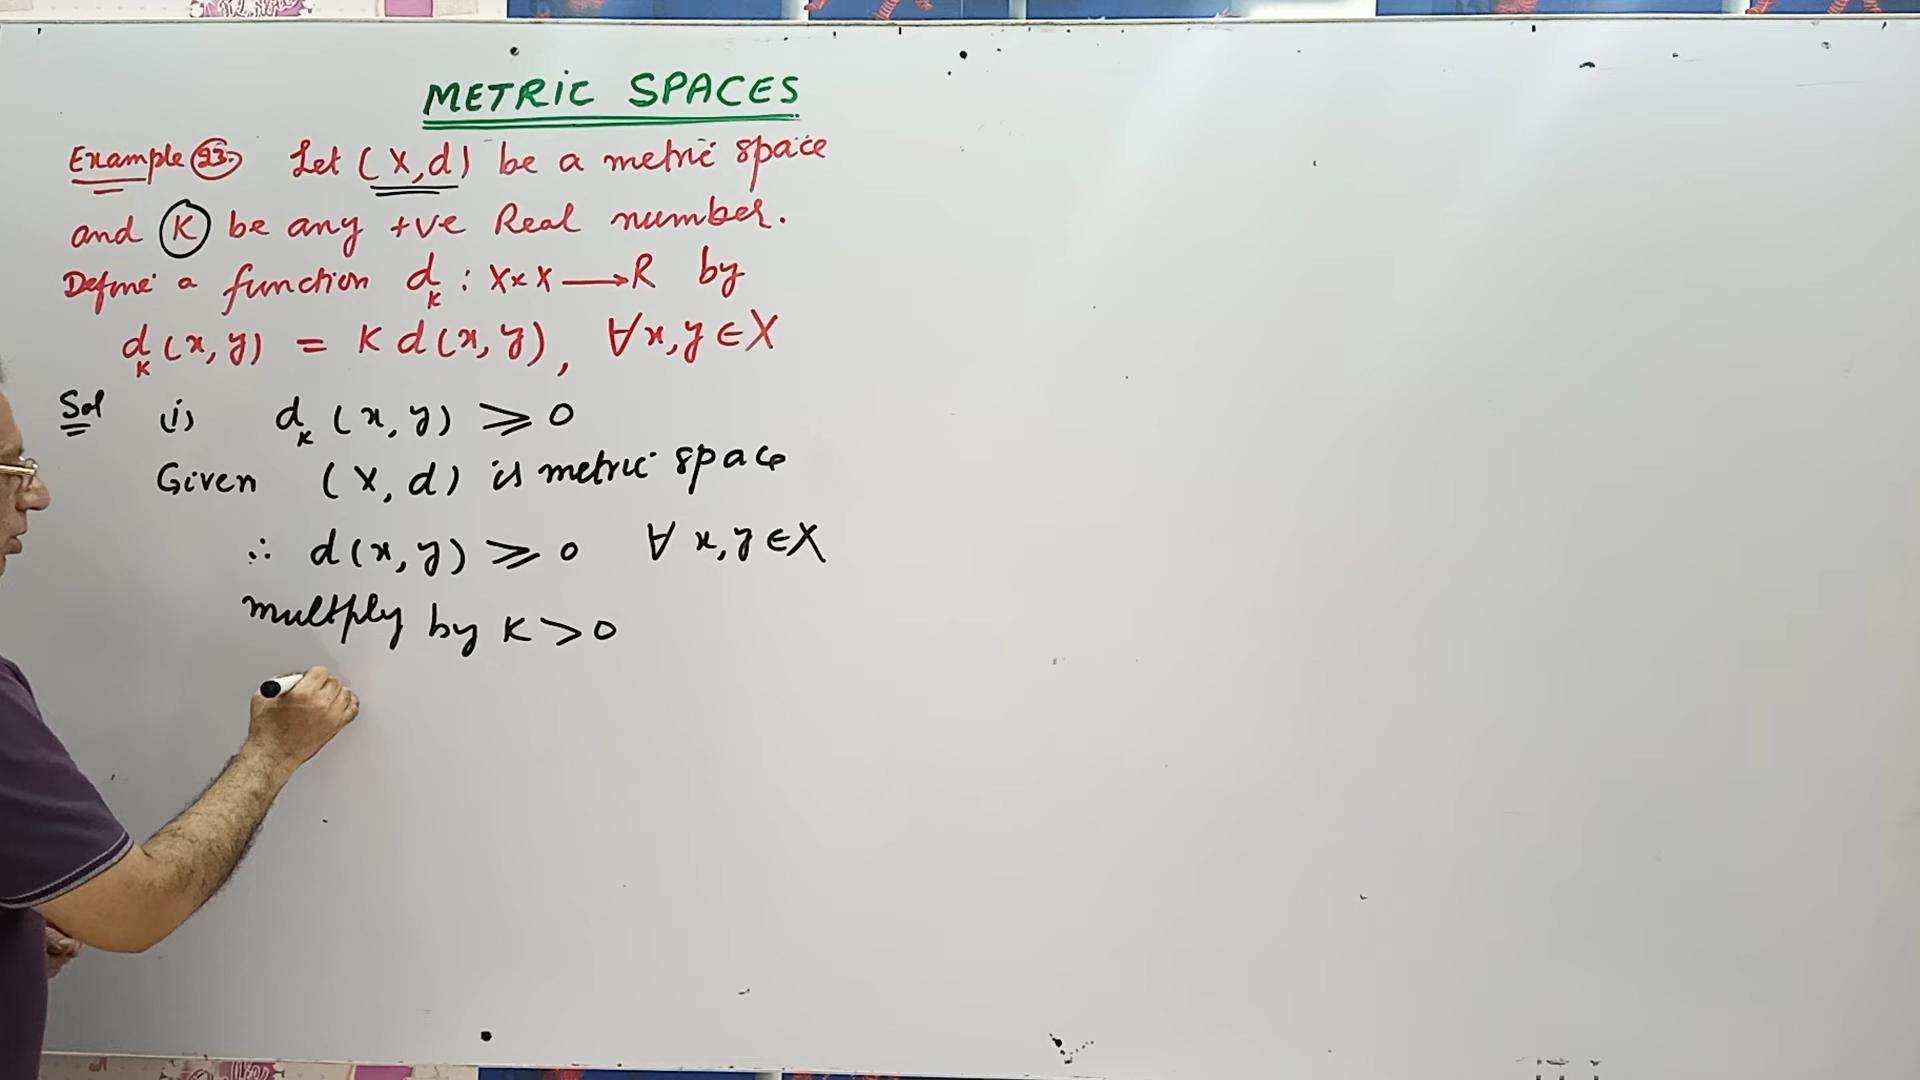 METRIC SPACES
Example 23. Let (X,d) be a metric space
and K be any +ve Real number.
Define a function d_K : X×X ⟶ R by
d_K(x,y) = K d(x,y), ∀x,y ∈ X
Sol (i) d_K(x,y) ⩾ 0
Given (X,d) is metric space
∴ d(x,y) ⩾ 0 ∀ x,y ∈ X
multply by K > 0